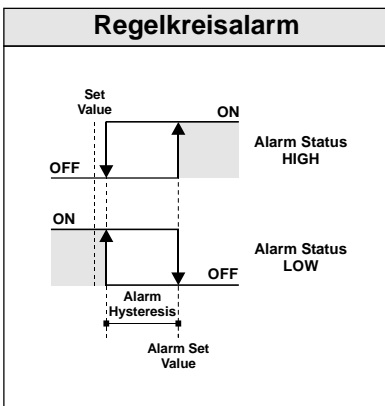 Regelkreisalarm
Set
Value
ON
Alarm Status
HIGH
OFF
ON
Alarm Status
LOW
OFF
Alarm
Hysteresis
Alarm Set
Value